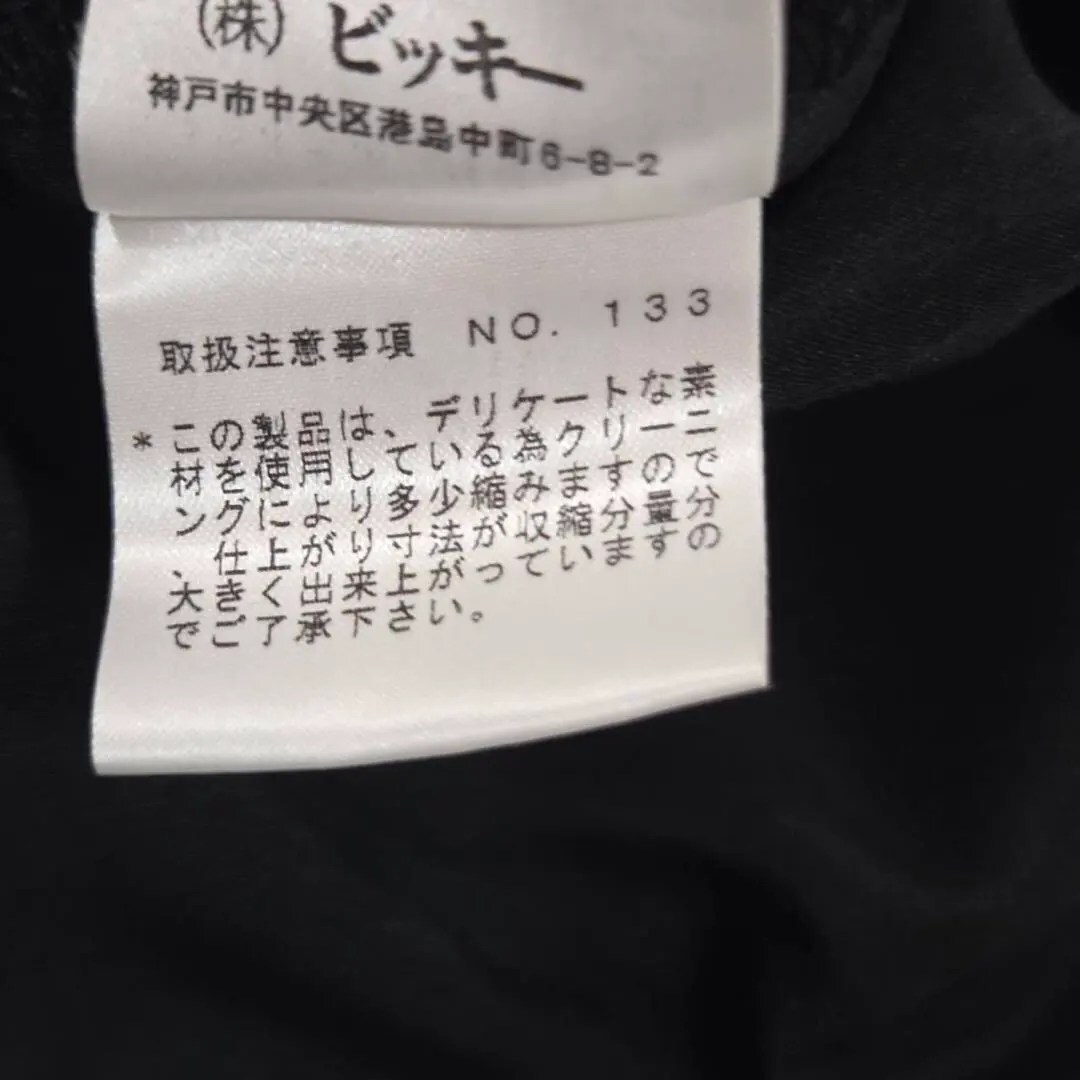 (株) ビッキー
神戸市中央区港島中町6-8-2
取扱注意事項 NO. 133
*この製品は、デリケートな素
材を使用している為クリーニ
ングにより多少縮みますので
、仕上がり寸法が収縮分量分
大きく出来上がっていますの
でご了承下さい。